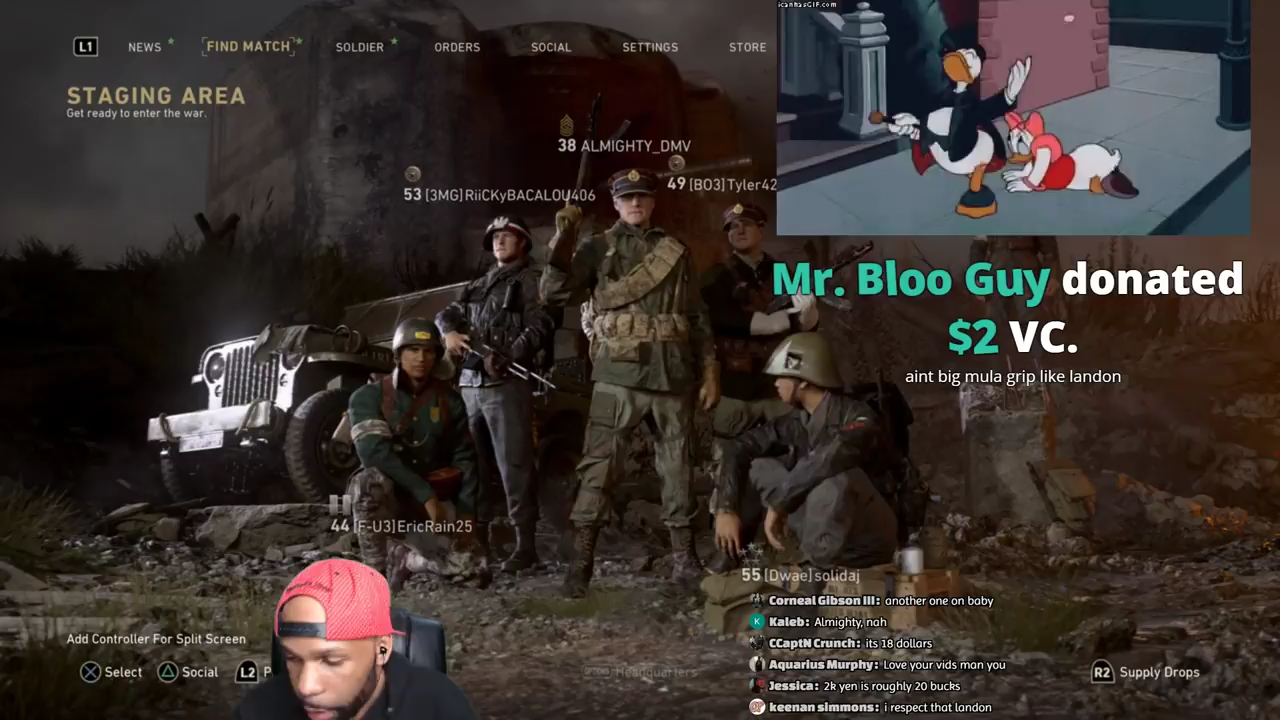 icanhasGIF.com
L1 NEWS FIND MATCH SOLDIER ORDERS SOCIAL SETTINGS STORE
STAGING AREA
Get ready to enter the war.
38 ALMIGHTY_DMV
53 [3MG]RiiCKyBACALOU406
49 [BO3]Tyler42
Mr. Bloo Guy donated
$2 VC.
aint big mula grip like landon
44 [F-U3]EricRain25
55 [Dwae]solidaj
Corneal Gibson III: another one on baby
K Kaleb: Almighty, nah
CCaptN Crunch: its 18 dollars
Aquarius Murphy: Love your vids man you
Jessica: 2k yen is roughly 20 bucks
keenan simmons: i respect that landon
Add Controller For Split Screen
Select Social L2 P
Headquarters
R2 Supply Drops